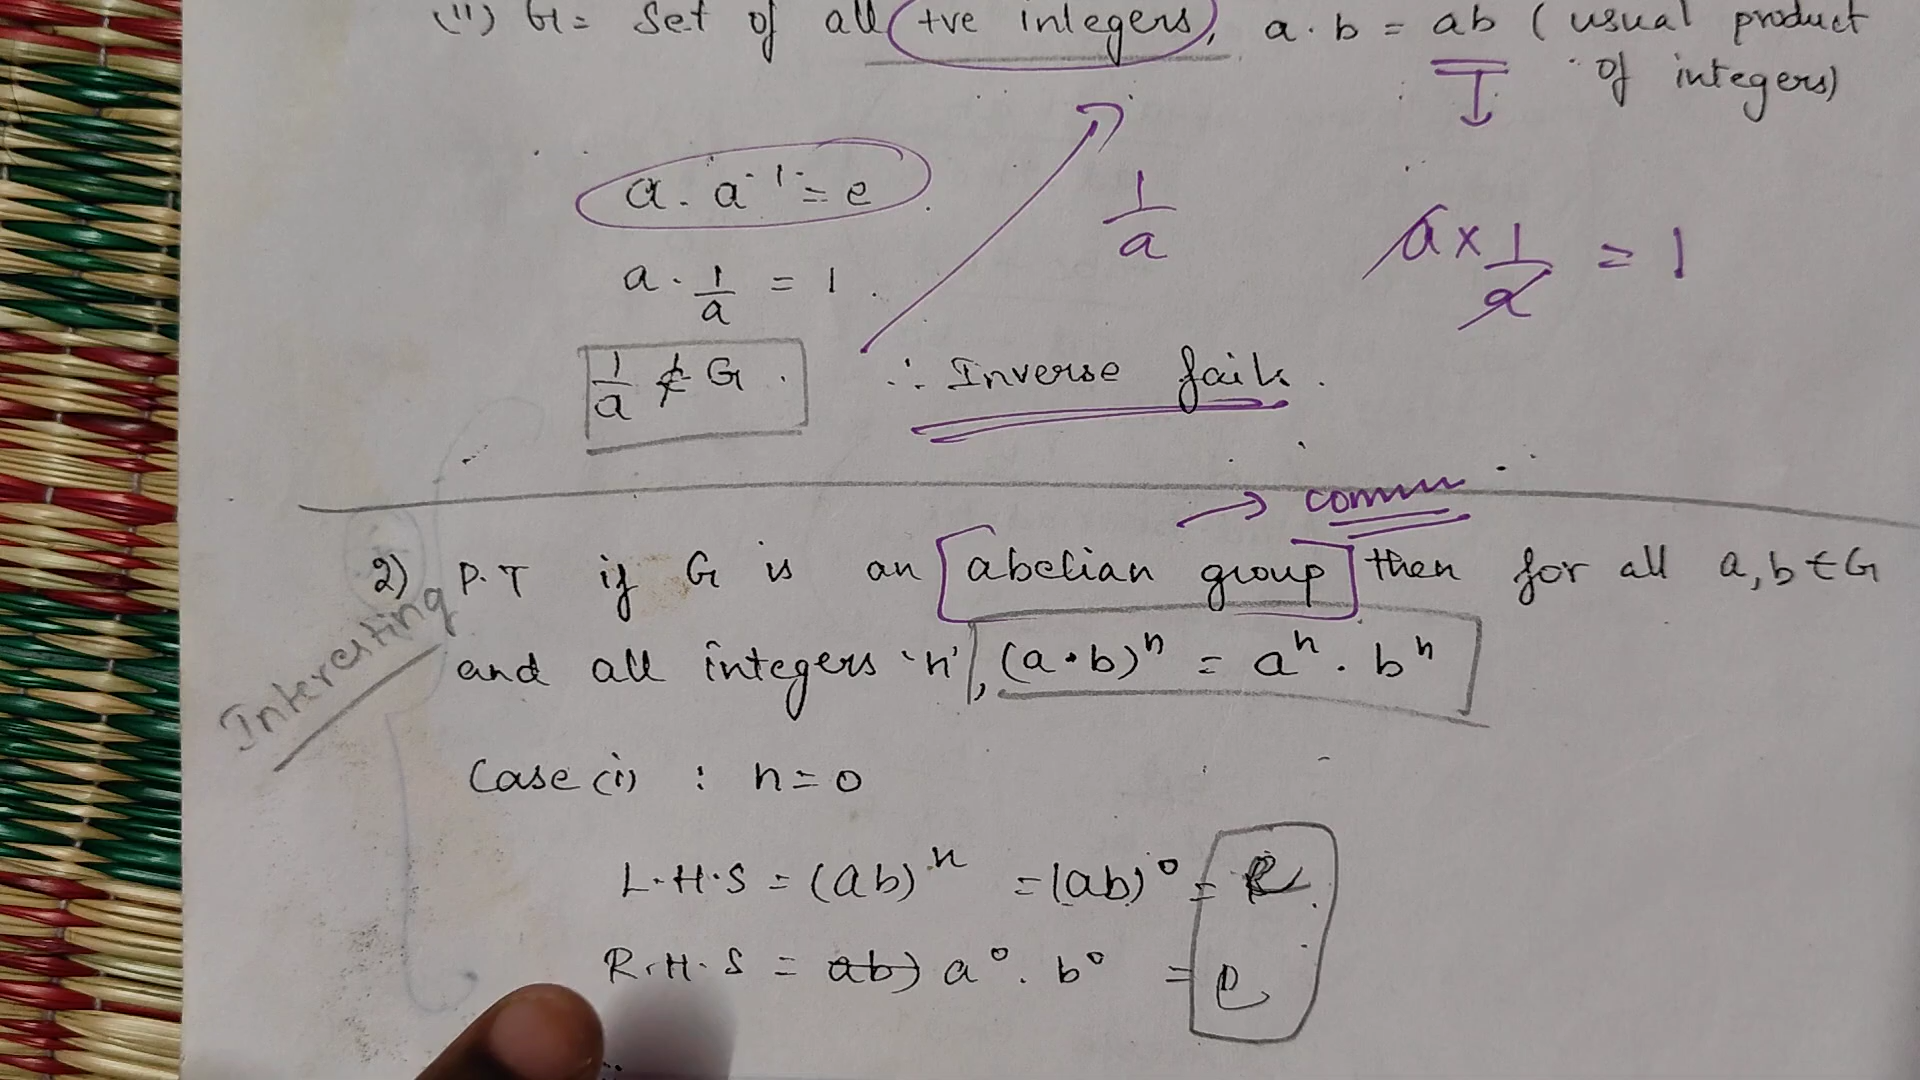 (ii) G = Set of all +ve integers, a . b = ab ( usual product
of integers)
a . a⁻¹ = e
1/a
a × 1/a = 1
a . 1/a = 1 .
1/a ∉ G .
∴ Inverse fails .
→ comm
Interesting
2) P.T if G is an abelian group then for all a, b ∈ G
and all integers 'n', (a • b)ⁿ = aⁿ . bⁿ
Case (i) : n = 0
L.H.S = (ab)ⁿ = (ab)⁰ = e
R.H.S = ab) a⁰ . b⁰ = e